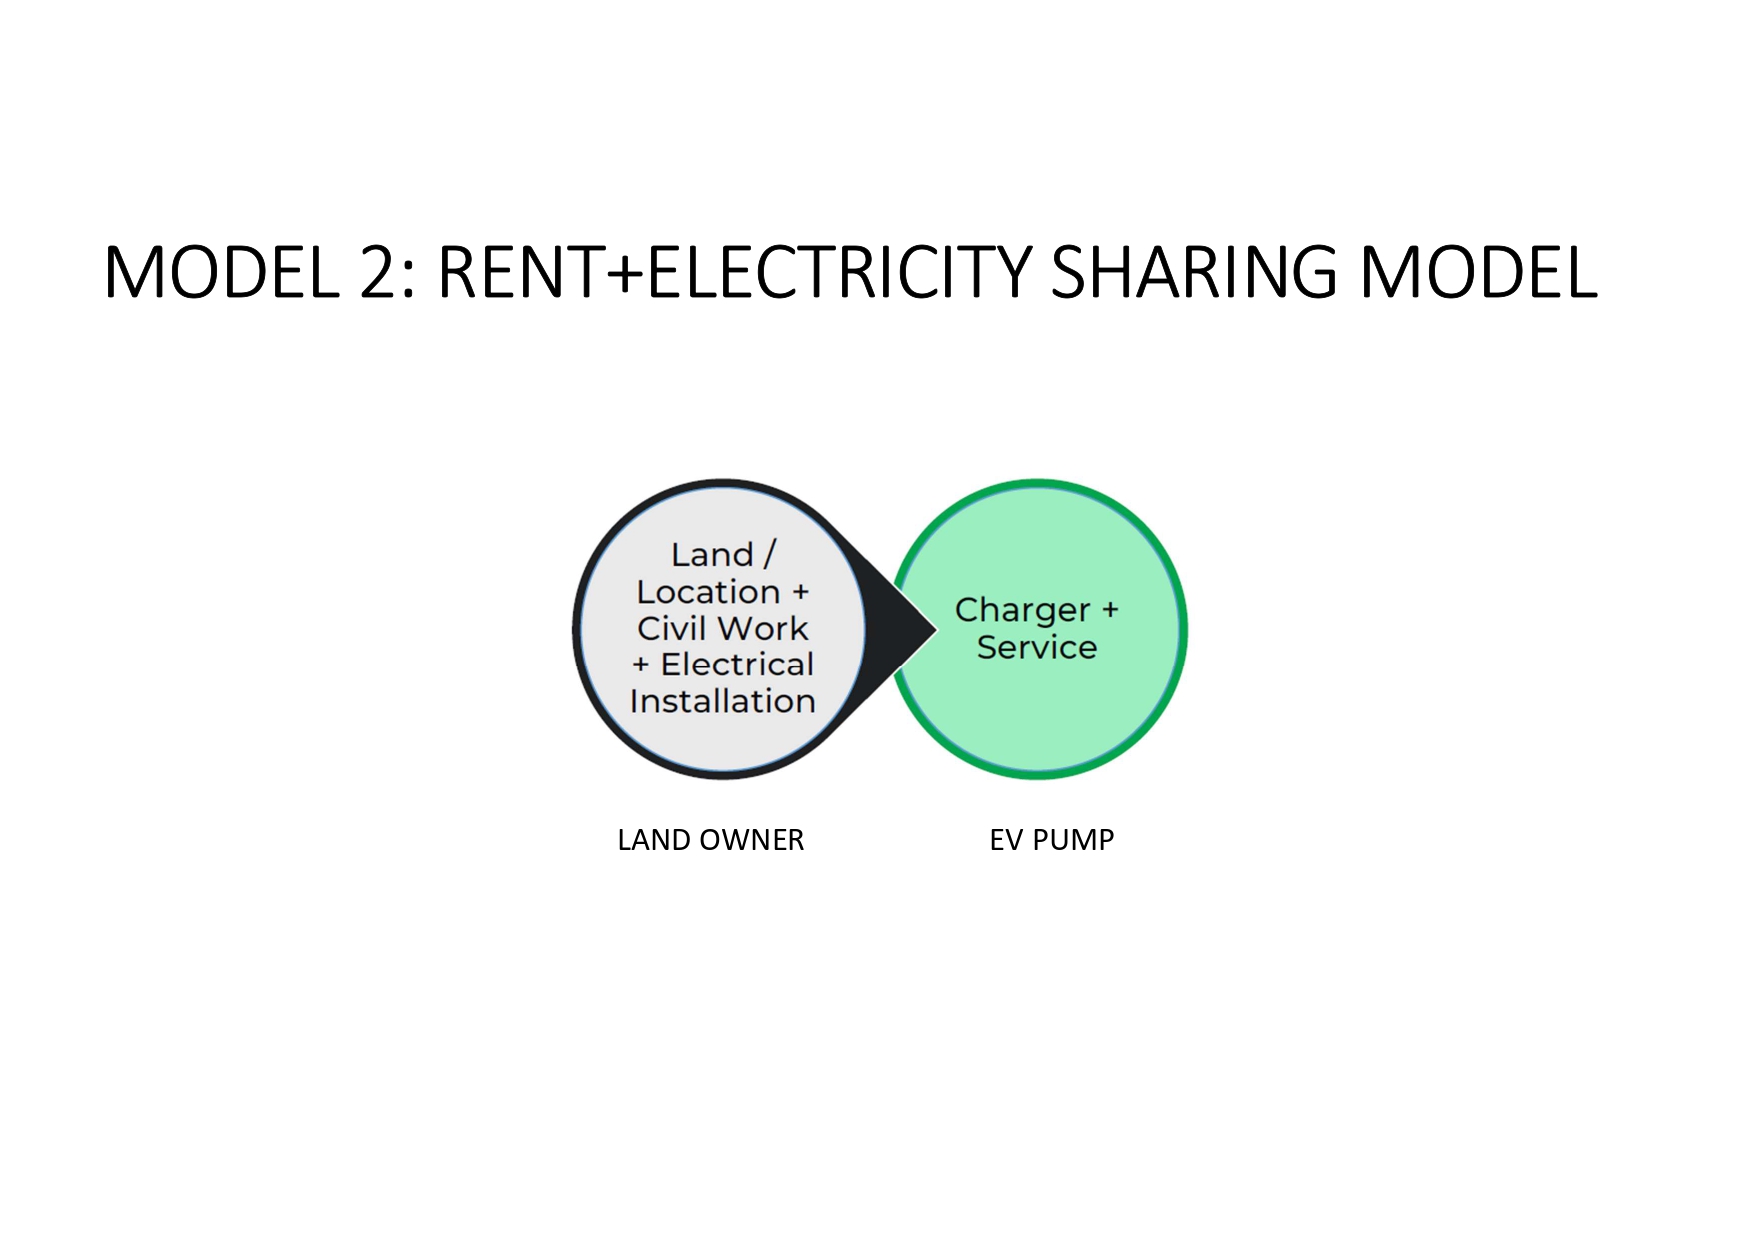 MODEL 2: RENT+ELECTRICITY SHARING MODEL
Land /
Location +
Civil Work
+ Electrical
Installation
Charger +
Service
LAND OWNER
EV PUMP